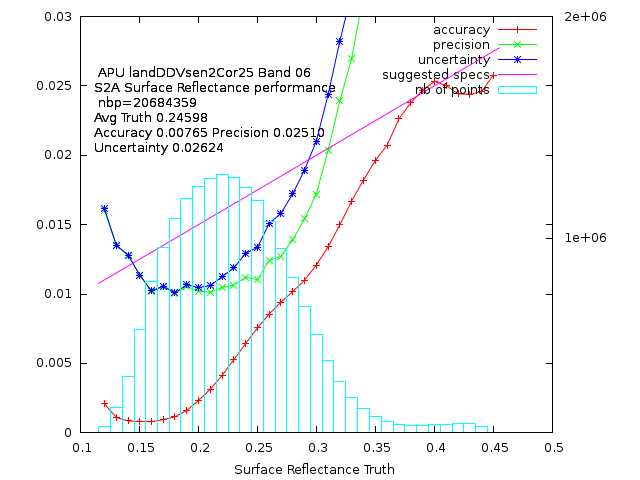 0.03
0.025
0.02
0.015
0.01
0.005
0
2e+06
1e+06
0.1
0.15
0.2
0.25
0.3
0.35
0.4
0.45
0.5
Surface Reflectance Truth
accuracy
precision
uncertainty
suggested specs
nb of points
APU landDDVsen2Cor25 Band 06
S2A Surface Reflectance performance
nbp=20684359
Avg Truth 0.24598
Accuracy 0.00765 Precision 0.02510
Uncertainty 0.02624